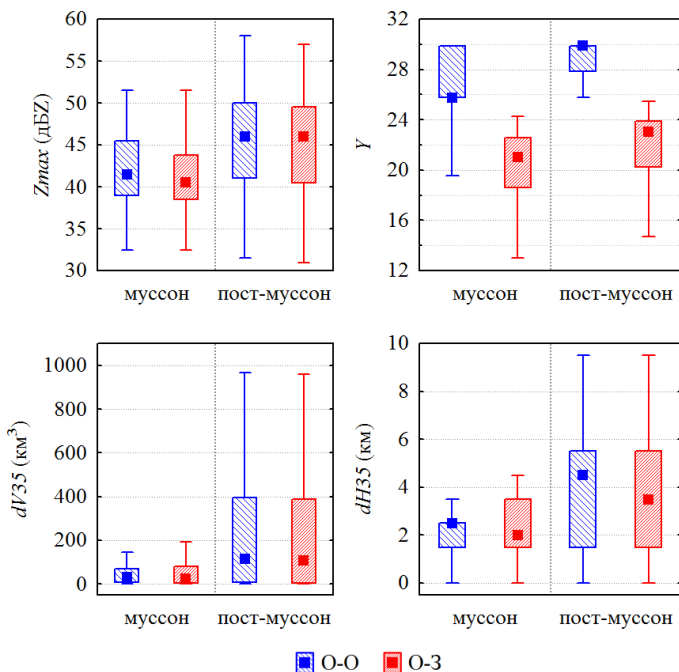 Zmax (дБZ)
60
55
50
45
40
35
30
муссон
пост-муссон
Y
32
28
24
20
16
12
муссон
пост-муссон
dV35 (км³)
1000
800
600
400
200
0
муссон
пост-муссон
dH35 (км)
10
8
6
4
2
0
муссон
пост-муссон
О-О
О-З